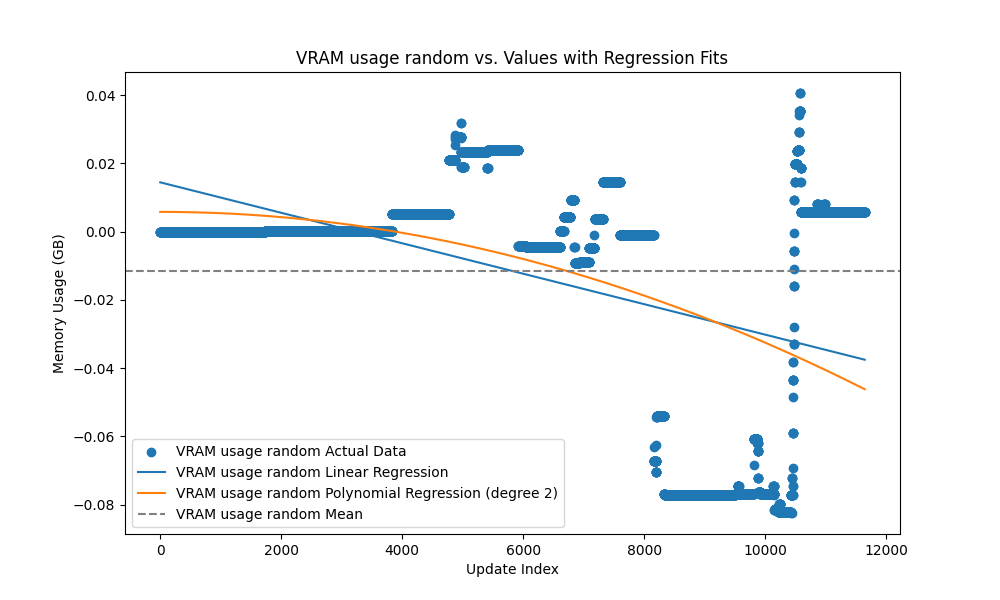 VRAM usage random vs. Values with Regression Fits
0.04
0.02
0.00
−0.02
−0.04
−0.06
−0.08
Memory Usage (GB)
VRAM usage random Actual Data
VRAM usage random Linear Regression
VRAM usage random Polynomial Regression (degree 2)
VRAM usage random Mean
0 2000 4000 6000 8000 10000 12000
Update Index